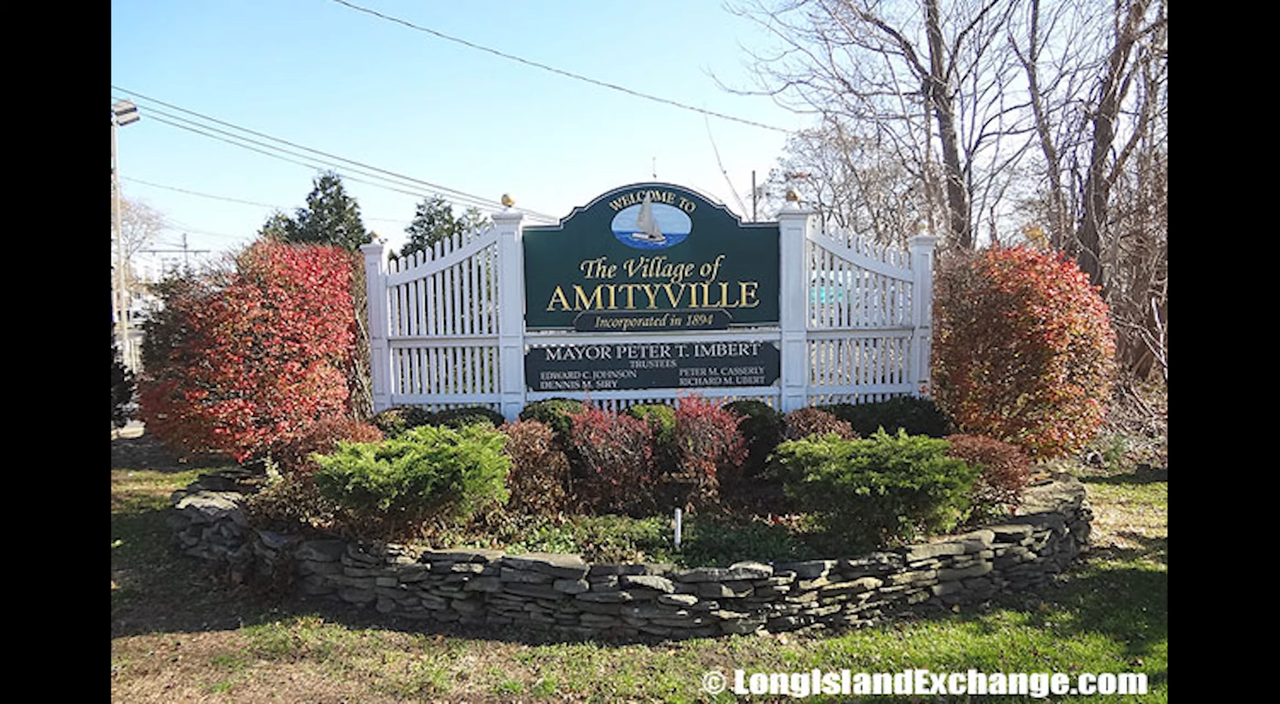 WELCOME TO
The Village of
AMITYVILLE
Incorporated in 1894
MAYOR PETER T. IMBERT
TRUSTEES
EDWARD C. JOHNSON PETER M. CASSERLY
DENNIS M. SIRY RICHARD M. UBERT
© LongIslandExchange.com